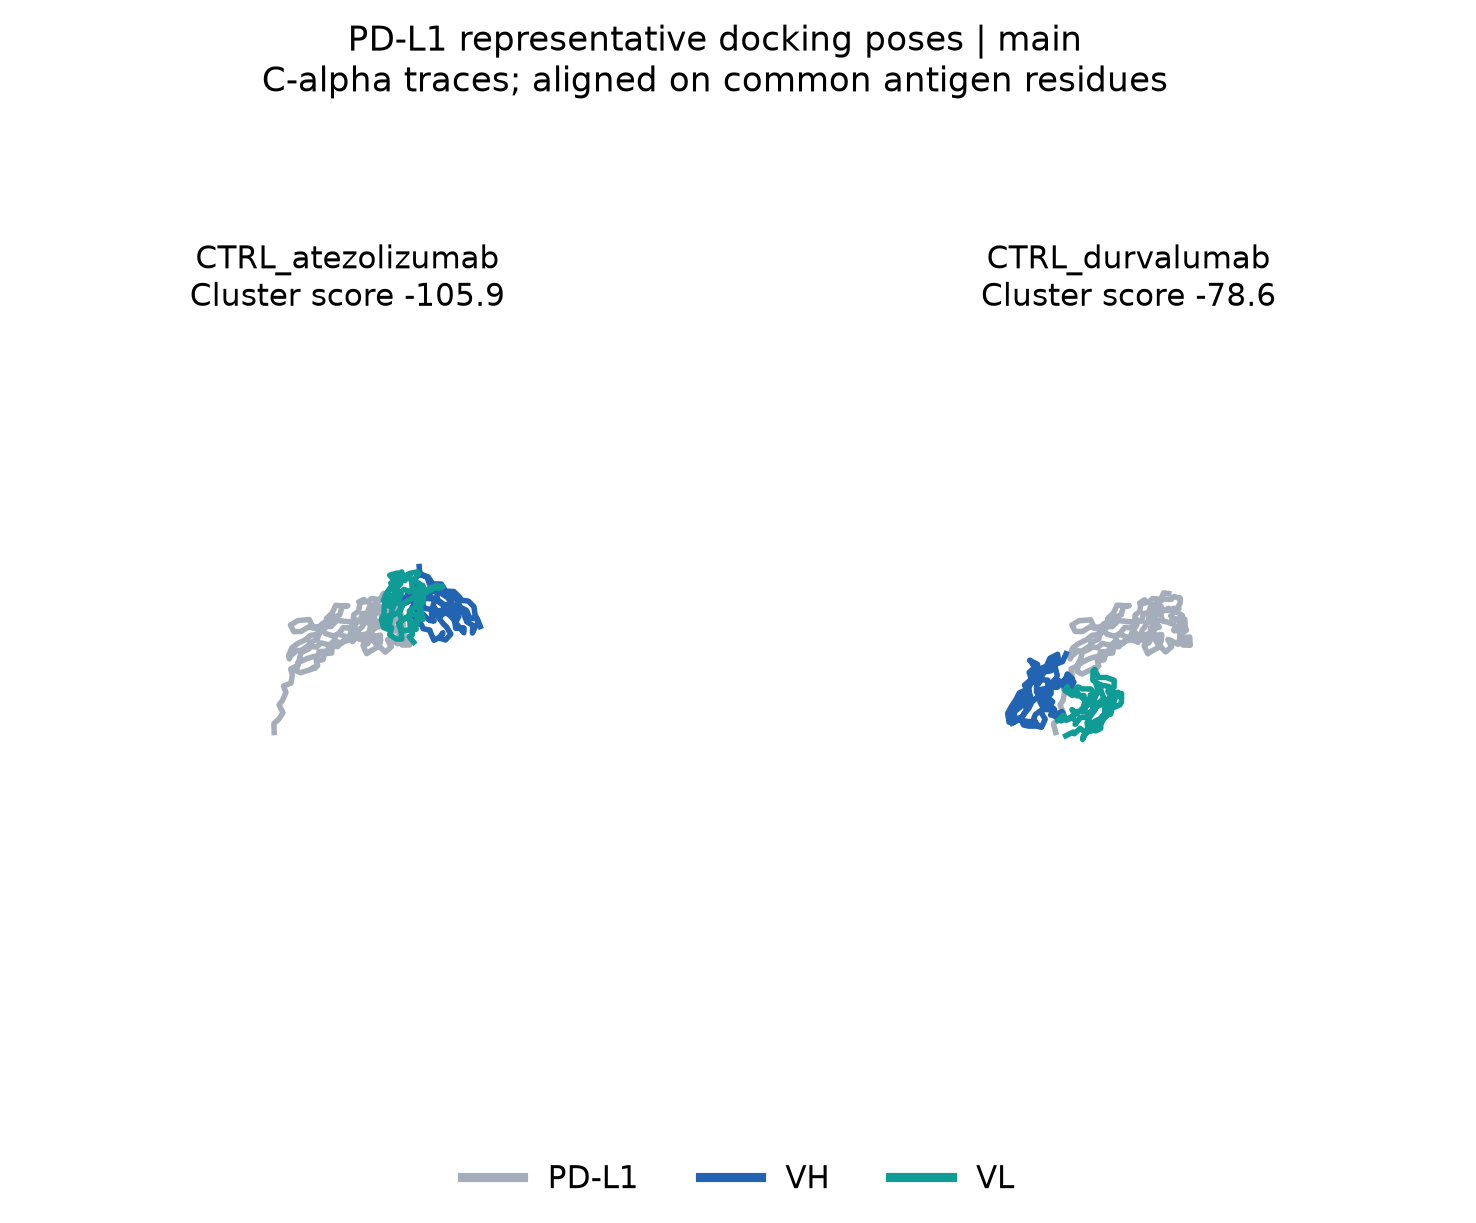 PD-L1 representative docking poses | main
C-alpha traces; aligned on common antigen residues
CTRL_atezolizumab
Cluster score -105.9
CTRL_durvalumab
Cluster score -78.6
PD-L1
VH
VL